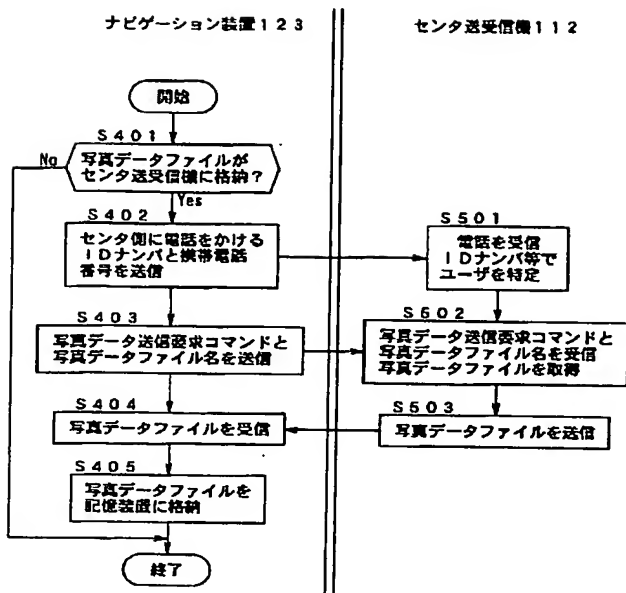 ナビゲーション装置123
センタ送受信機112
開始
S401
写真データファイルが
センタ送受信機に格納?
No
Yes
S402
センタ側に電話をかける
IDナンバと携帯電話
番号を送信
S501
電話を受信
IDナンバ等で
ユーザを特定
S403
写真データ送信要求コマンドと
写真データファイル名を送信
S502
写真データ送信要求コマンドと
写真データファイル名を受信
写真データファイルを取得
S404
写真データファイルを受信
S503
写真データファイルを送信
S405
写真データファイルを
記憶装置に格納
終了